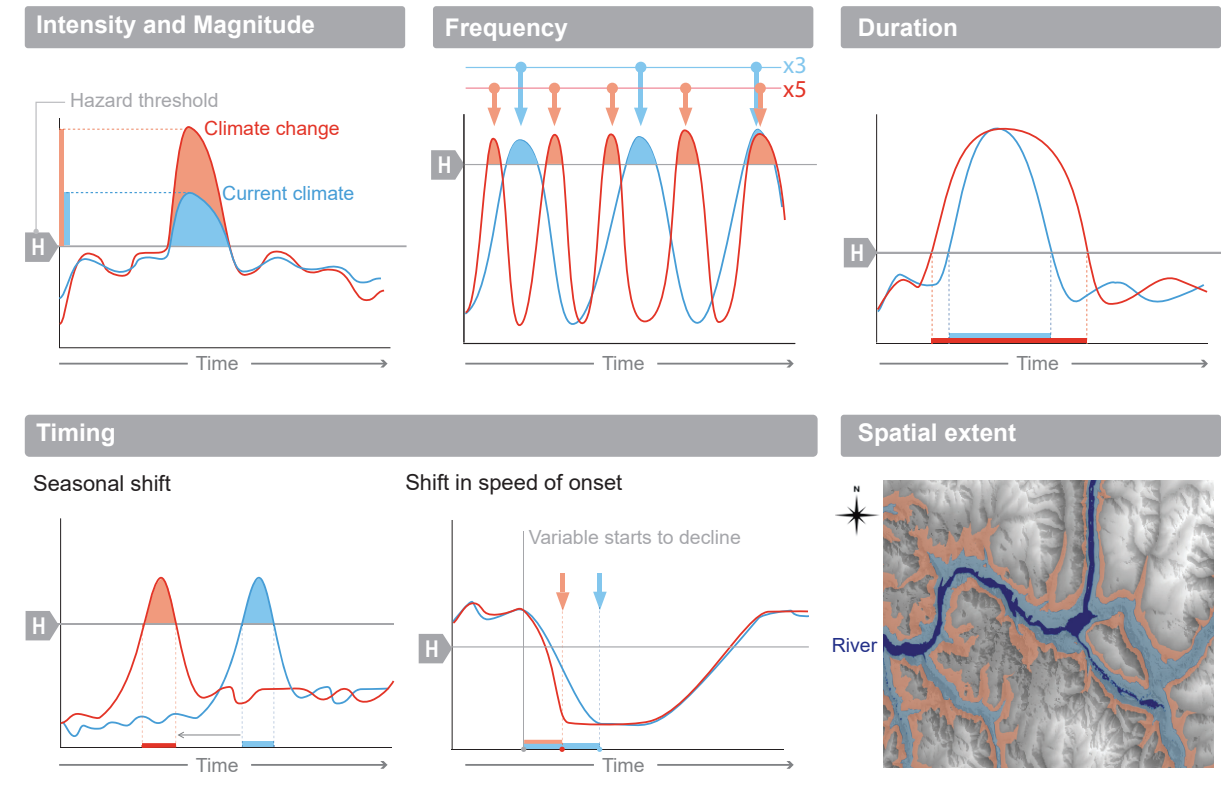 Intensity and Magnitude
Hazard threshold
Climate change
Current climate
H
Time
Frequency
x3
x5
H
Time
Duration
H
Time
Timing
Seasonal shift
H
Time
Shift in speed of onset
Variable starts to decline
H
Time
Spatial extent
N
River